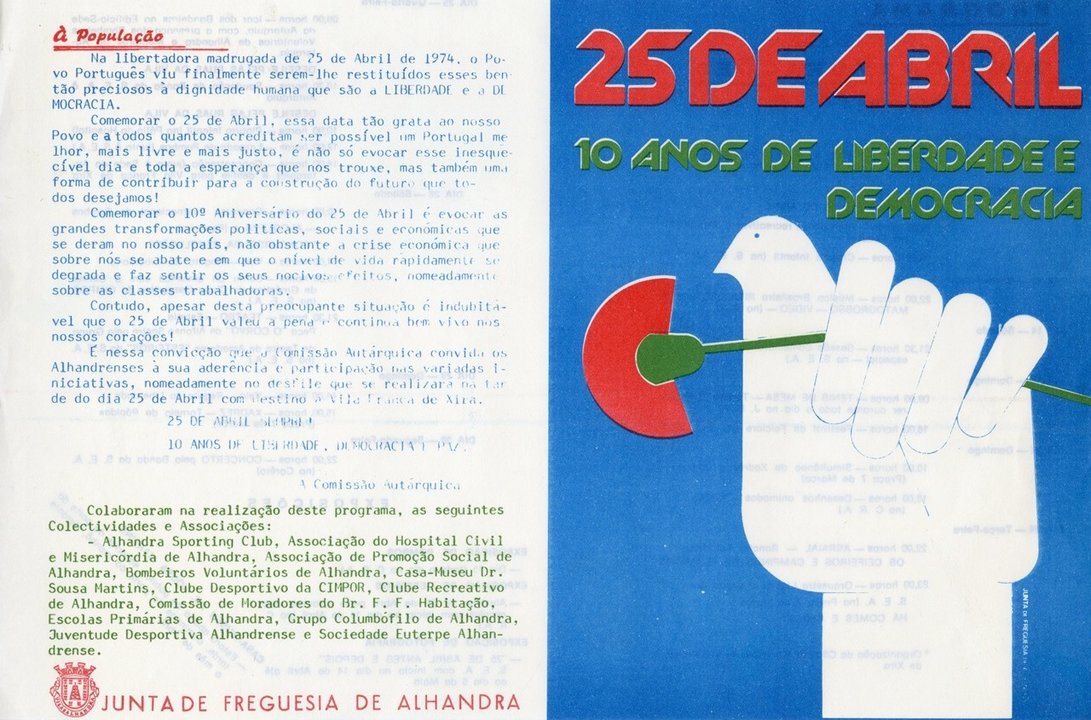 À População
Na libertadora madrugada de 25 de Abril de 1974, o Po-
vo Português viu finalmente serem-lhe restituídos esses ben
tão preciosos à dignidade humana que são a LIBERDADE e a DE
MOCRACIA.
Comemorar o 25 de Abril, essa data tão grata ao nosso
Povo e a todos quantos acreditam ser possível um Portugal me
lhor, mais livre e mais justo, é não só evocar esse inesque-
cível dia e toda a esperança que nos trouxe, mas também uma
forma de contribuir para a construção do futuro que to-
dos desejamos!
Comemorar o 10º Aniversário do 25 de Abril é evocar as
grandes transformações políticas, sociais e económicas que
se deram no nosso país, não obstante a crise económica que
sobre nós se abate e em que o nível de vida rápidamente se
degrada e faz sentir os seus nocivos efeitos, nomeadamente
sobre as classes trabalhadoras.
Contudo, apesar desta preocupante situação é indubitá-
vel que o 25 de Abril valeu a pena e continua bem vivo nos
nossos corações!
É nessa convicção que a Comissão Autárquica convida os
Alhandrenses à sua aderência e participação nas variadas i-
niciativas, nomeadamente no desfile que se realizará na tar
de do dia 25 de Abril com destino a Vila Franca de Xira.
25 DE ABRIL SEMPRE!
10 ANOS DE LIBERDADE, DEMOCRACIA E PAZ.
A Comissão Autárquica
Colaboraram na realização deste programa, as seguintes
Colectividades e Associações:
- Alhandra Sporting Club, Associação do Hospital Civil
e Misericórdia de Alhandra, Associação de Promoção Social de
Alhandra, Bombeiros Voluntários de Alhandra, Casa-Museu Dr.
Sousa Martins, Clube Desportivo da CIMPOR, Clube Recreativo
de Alhandra, Comissão de Moradores do Br. F. F. Habitação,
Escolas Primárias de Alhandra, Grupo Columbófilo de Alhandra,
Juventude Desportiva Alhandrense e Sociedade Euterpe Alhan-
drense.
JUNTA DE FREGUESIA DE ALHANDRA
25 DE ABRIL
10 ANOS DE LIBERDADE E
DEMOCRACIA
JUNTA DE FREGUESIA